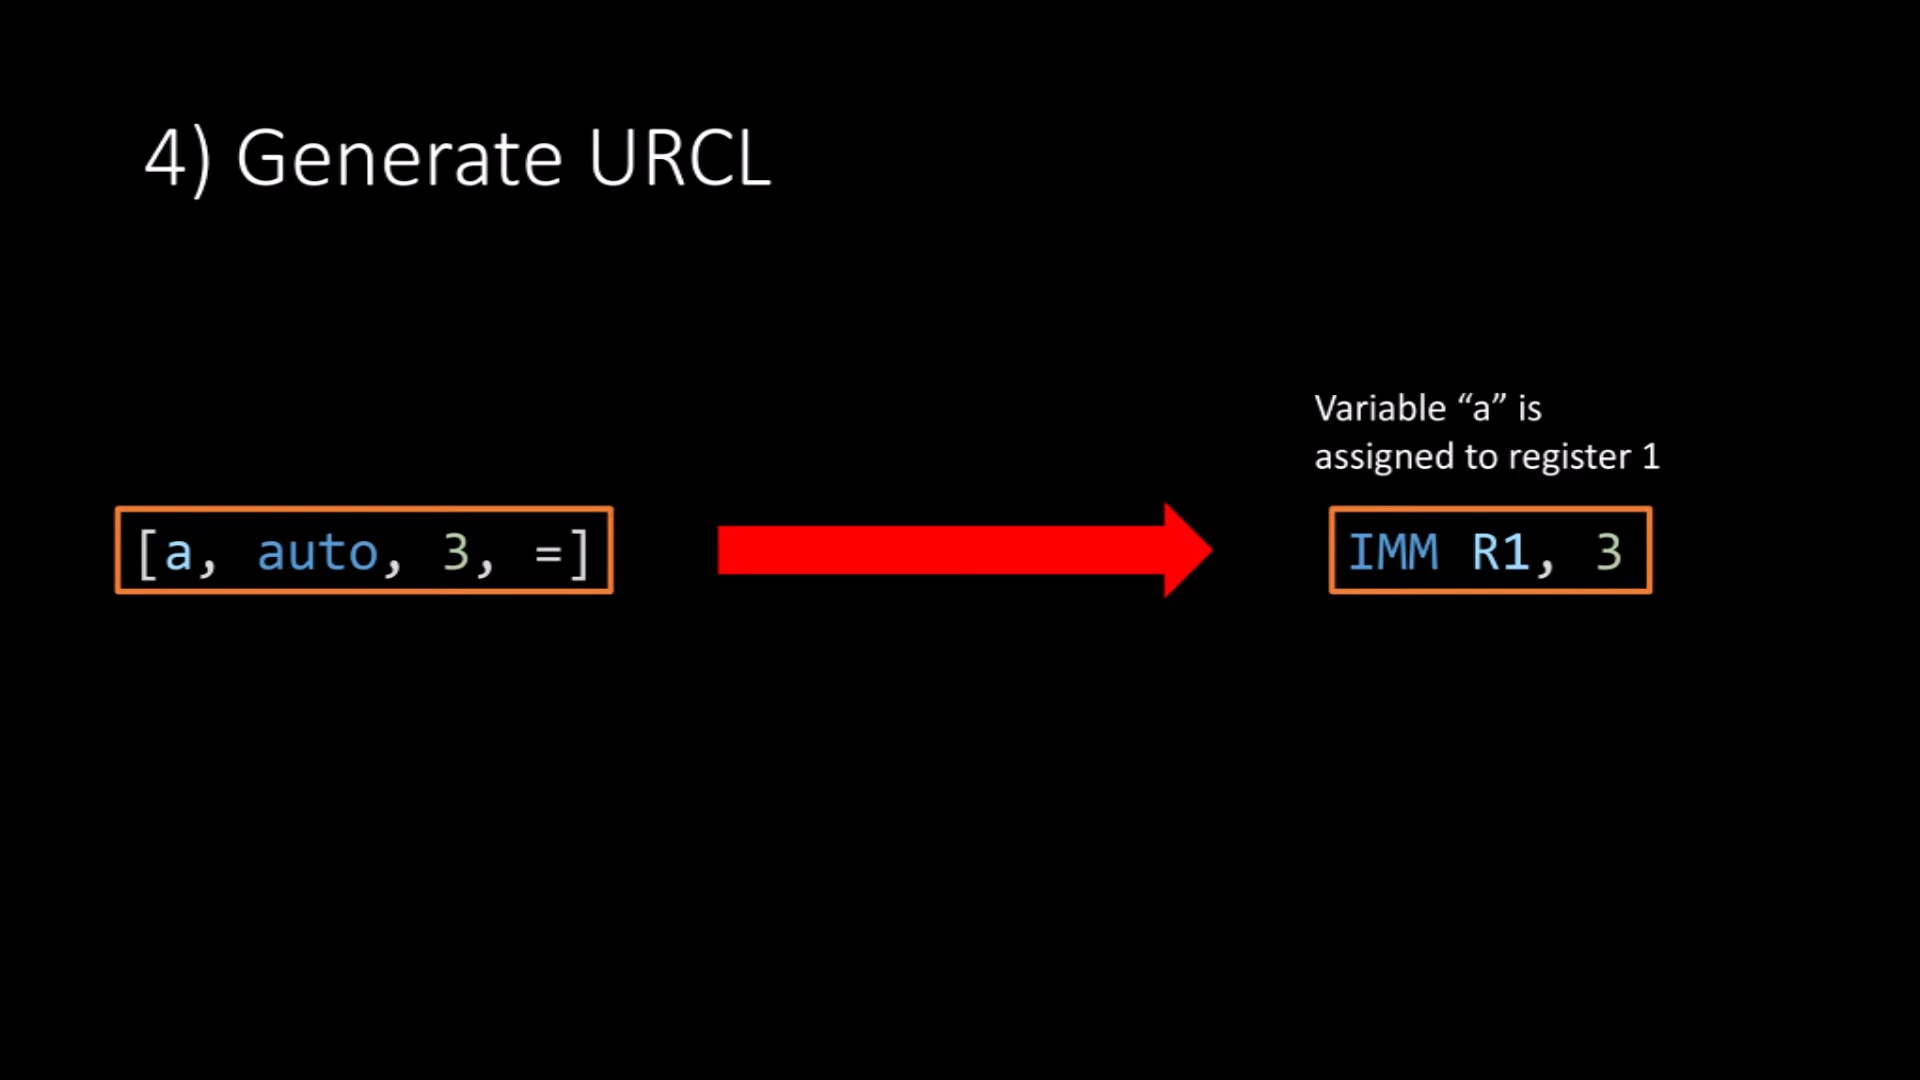 4) Generate URCL
Variable “a” is
assigned to register 1
[a, auto, 3, =]
IMM R1, 3